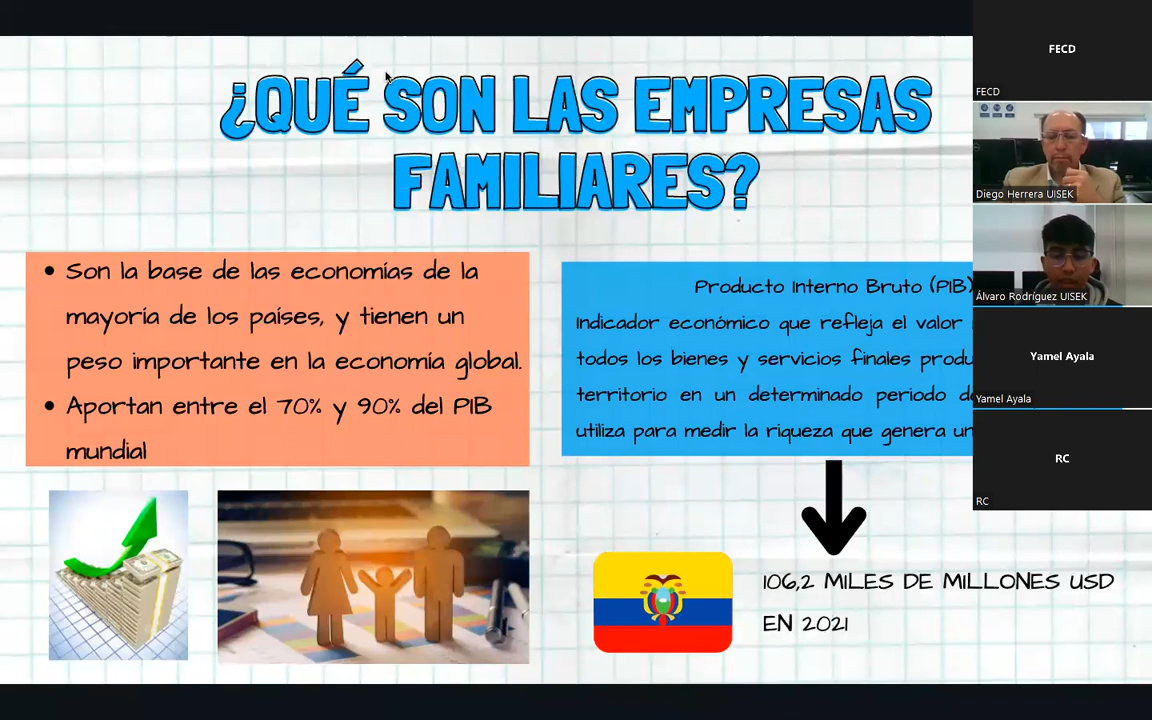 ¿QUÉ SON LAS EMPRESAS
FAMILIARES?
• Son la base de las economías de la
mayoría de los países, y tienen un
peso importante en la economía global.
• Aportan entre el 70% y 90% del PIB
mundial
Producto Interno Bruto (PIB)
Indicador económico que refleja el valor
todos los bienes y servicios finales
territorio en un determinado periodo
utiliza para medir la riqueza que genera
106,2 MILES DE MILLONES USD
EN 2021
FECD
FECD
Diego Herrera UISEK
Álvaro Rodríguez UISEK
Yamel Ayala
Yamel Ayala
RC
RC